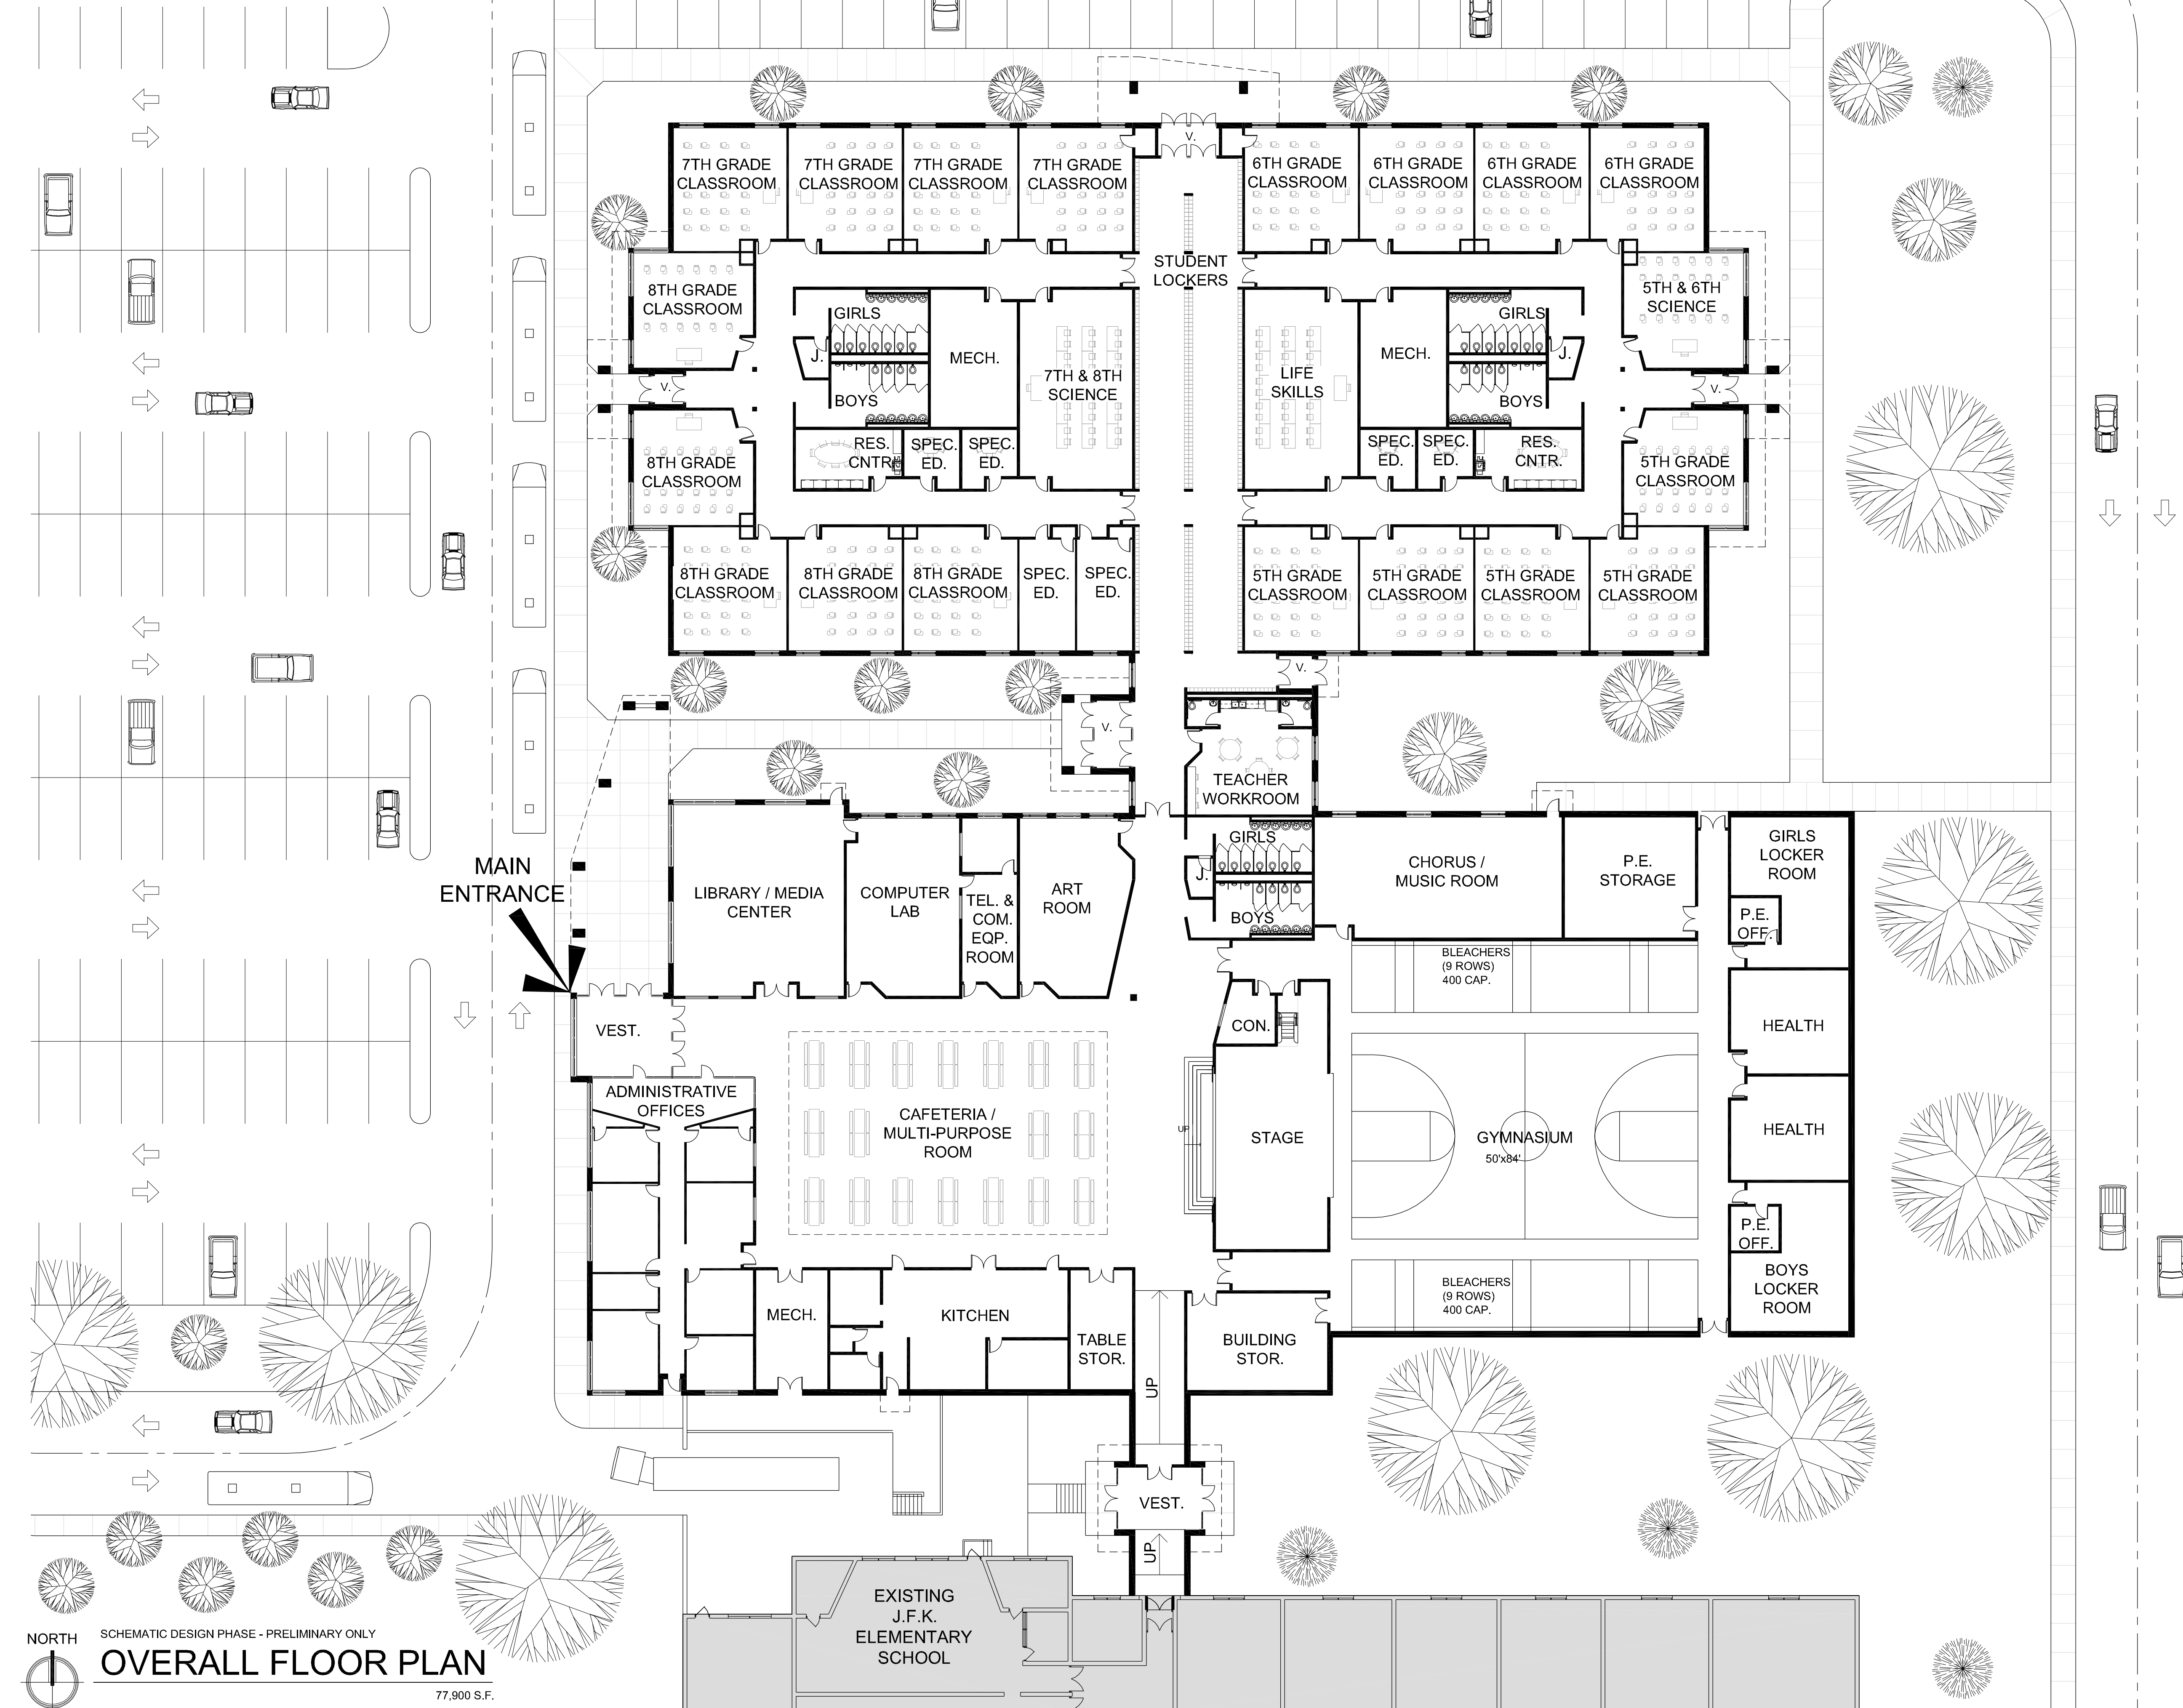 V.
7TH GRADE
CLASSROOM
7TH GRADE
CLASSROOM
7TH GRADE
CLASSROOM
7TH GRADE
CLASSROOM
6TH GRADE
CLASSROOM
6TH GRADE
CLASSROOM
6TH GRADE
CLASSROOM
6TH GRADE
CLASSROOM
STUDENT
LOCKERS
8TH GRADE
CLASSROOM
5TH & 6TH
SCIENCE
GIRLS
J.
BOYS
MECH.
7TH & 8TH
SCIENCE
LIFE
SKILLS
MECH.
GIRLS
J.
BOYS
V.
V.
8TH GRADE
CLASSROOM
RES.
CNTR.
SPEC.
ED.
SPEC.
ED.
SPEC.
ED.
SPEC.
ED.
RES.
CNTR.
5TH GRADE
CLASSROOM
8TH GRADE
CLASSROOM
8TH GRADE
CLASSROOM
8TH GRADE
CLASSROOM
SPEC.
ED.
SPEC.
ED.
5TH GRADE
CLASSROOM
5TH GRADE
CLASSROOM
5TH GRADE
CLASSROOM
5TH GRADE
CLASSROOM
V.
V.
TEACHER
WORKROOM
MAIN
ENTRANCE
LIBRARY / MEDIA
CENTER
COMPUTER
LAB
TEL. &
COM.
EQP.
ROOM
ART
ROOM
GIRLS
J.
BOYS
CHORUS /
MUSIC ROOM
P.E.
STORAGE
GIRLS
LOCKER
ROOM
P.E.
OFF.
BLEACHERS
(9 ROWS)
400 CAP.
VEST.
CON.
HEALTH
ADMINISTRATIVE
OFFICES
CAFETERIA /
MULTI-PURPOSE
ROOM
UP
STAGE
GYMNASIUM
50'x84'
HEALTH
P.E.
OFF.
BOYS
LOCKER
ROOM
BLEACHERS
(9 ROWS)
400 CAP.
MECH.
KITCHEN
TABLE
STOR.
BUILDING
STOR.
UP
VEST.
UP
EXISTING
J.F.K.
ELEMENTARY
SCHOOL
NORTH
SCHEMATIC DESIGN PHASE - PRELIMINARY ONLY
OVERALL FLOOR PLAN
77,900 S.F.